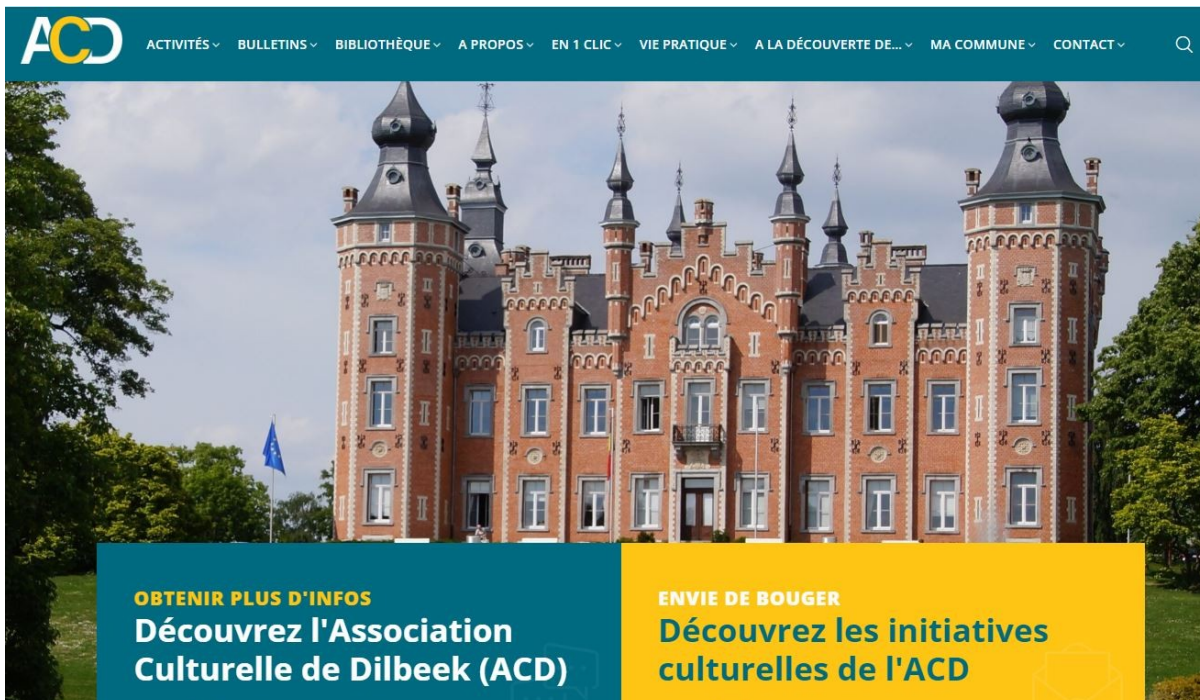 ACD
ACTIVITÉS BULLETINS BIBLIOTHÈQUE A PROPOS EN 1 CLIC VIE PRATIQUE A LA DÉCOUVERTE DE... MA COMMUNE CONTACT
OBTENIR PLUS D'INFOS
Découvrez l'Association
Culturelle de Dilbeek (ACD)
ENVIE DE BOUGER
Découvrez les initiatives
culturelles de l'ACD